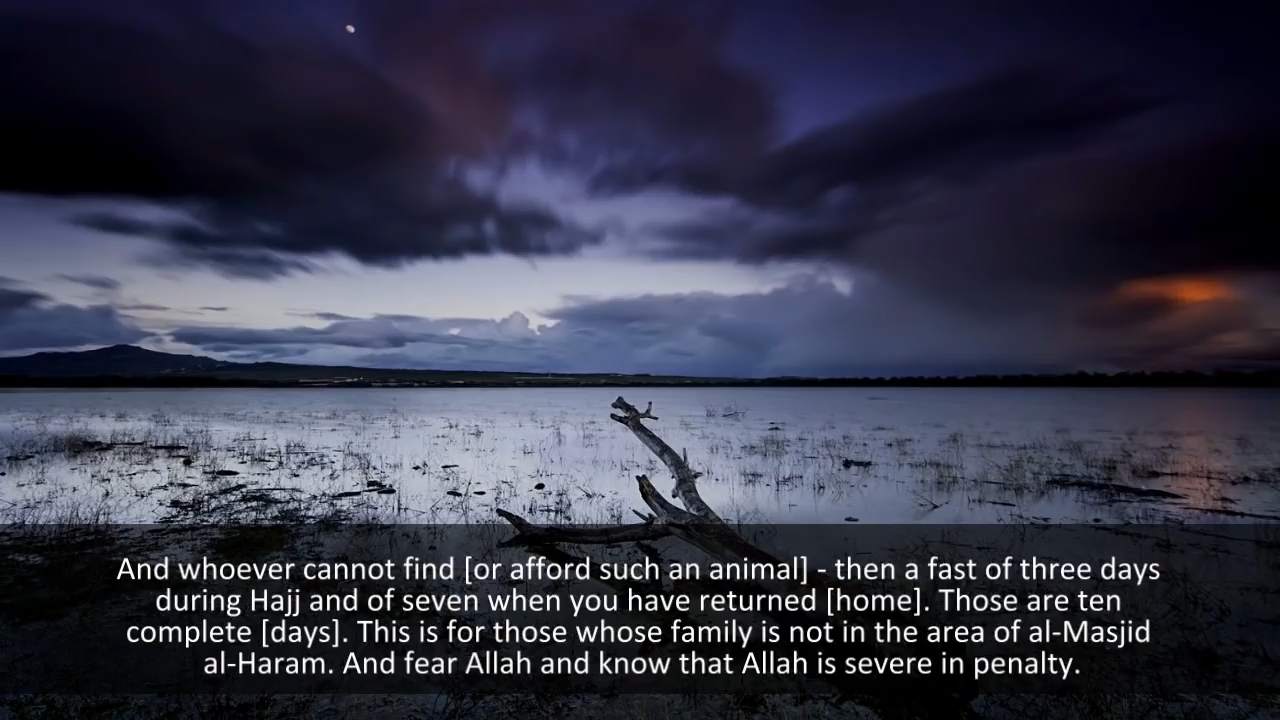 And whoever cannot find [or afford such an animal] - then a fast of three days
during Hajj and of seven when you have returned [home]. Those are ten
complete [days]. This is for those whose family is not in the area of al-Masjid
al-Haram. And fear Allah and know that Allah is severe in penalty.